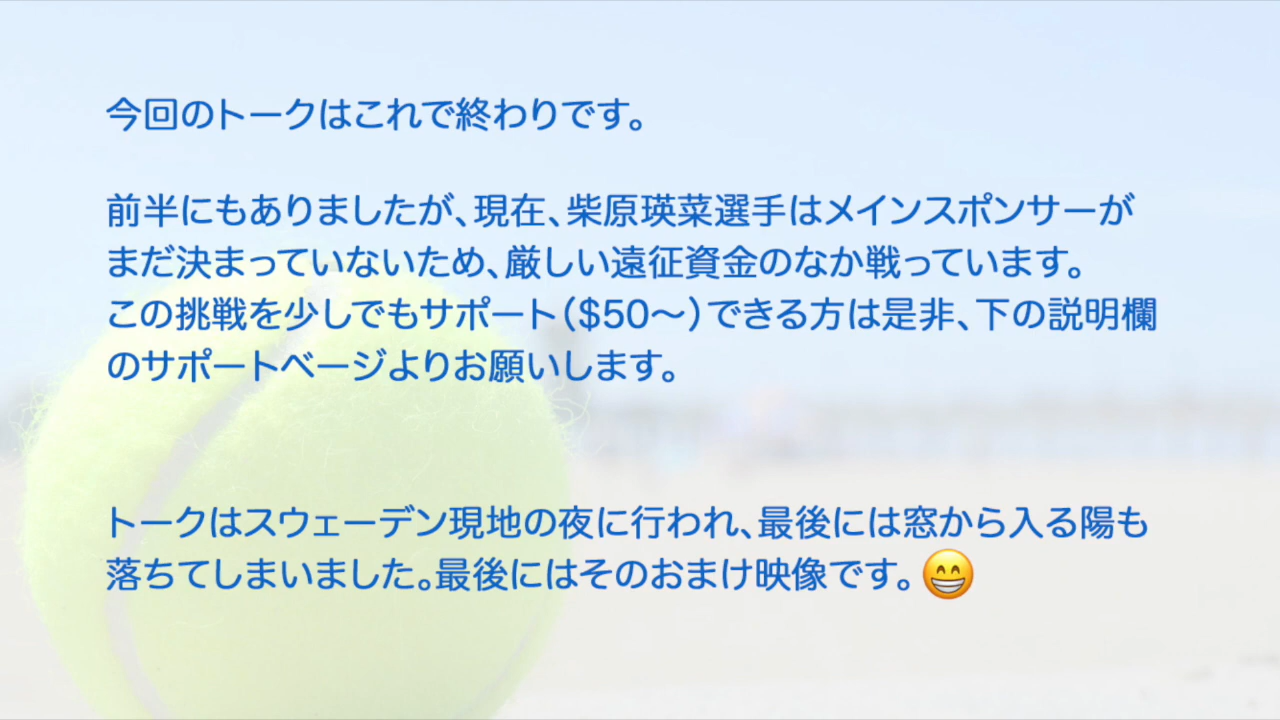 今回のトークはこれで終わりです。
前半にもありましたが、現在、柴原瑛菜選手はメインスポンサーが
まだ決まっていないため、厳しい遠征資金のなか戦っています。
この挑戦を少しでもサポート（$50〜）できる方は是非、下の説明欄
のサポートページよりお願いします。
トークはスウェーデン現地の夜に行われ、最後には窓から入る陽も
落ちてしまいました。最後にはそのおまけ映像です。😁